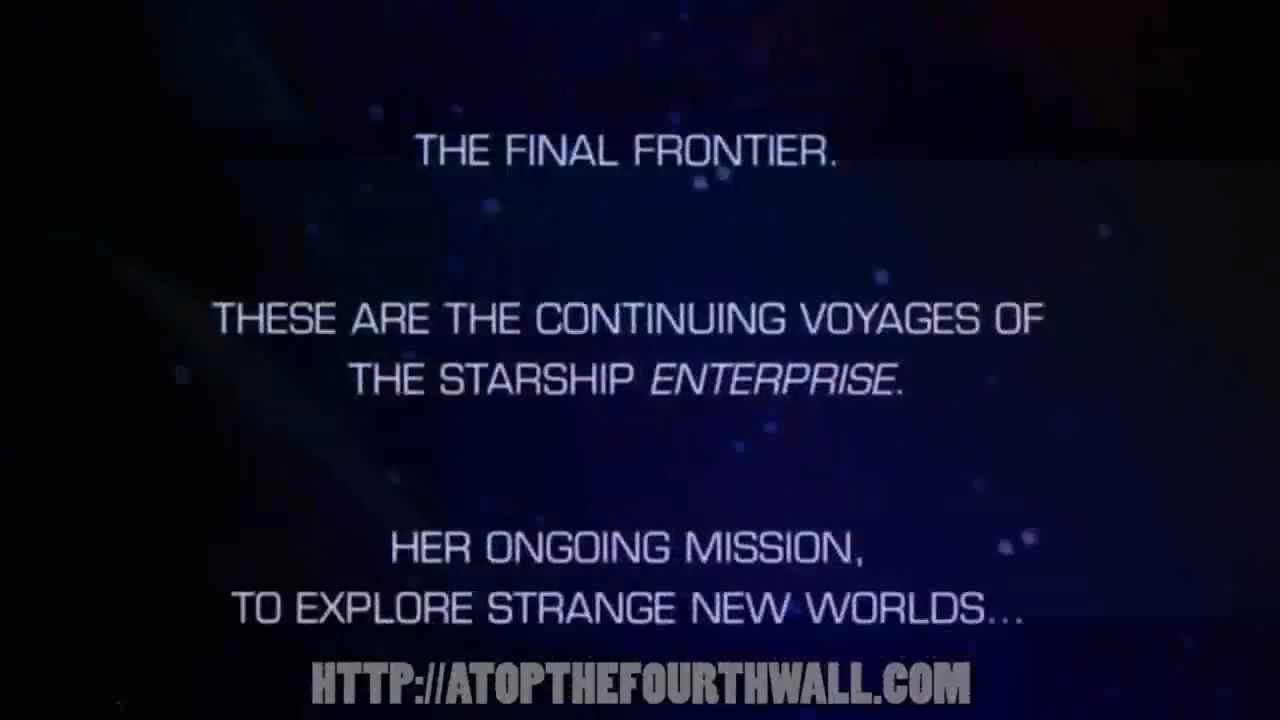 THE FINAL FRONTIER.
THESE ARE THE CONTINUING VOYAGES OF
THE STARSHIP ENTERPRISE.
HER ONGOING MISSION,
TO EXPLORE STRANGE NEW WORLDS...
HTTP://ATOPTHEFOURTHWALL.COM